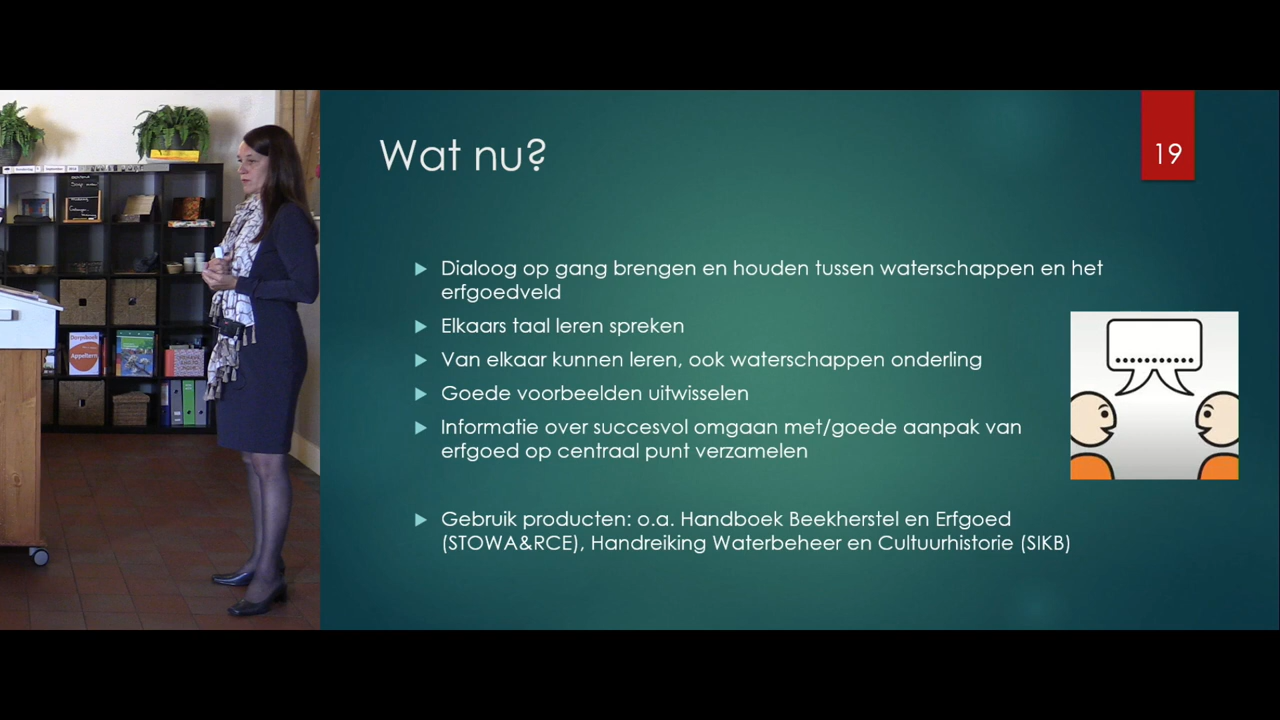 Wat nu?
19
Dialoog op gang brengen en houden tussen waterschappen en het
erfgoedveld
Elkaars taal leren spreken
Van elkaar kunnen leren, ook waterschappen onderling
Goede voorbeelden uitwisselen
Informatie over succesvol omgaan met/goede aanpak van
erfgoed op centraal punt verzamelen
Gebruik producten: o.a. Handboek Beekherstel en Erfgoed
(STOWA&RCE), Handreiking Waterbeheer en Cultuurhistorie (SIKB)
Dorpsboek
Appeltern